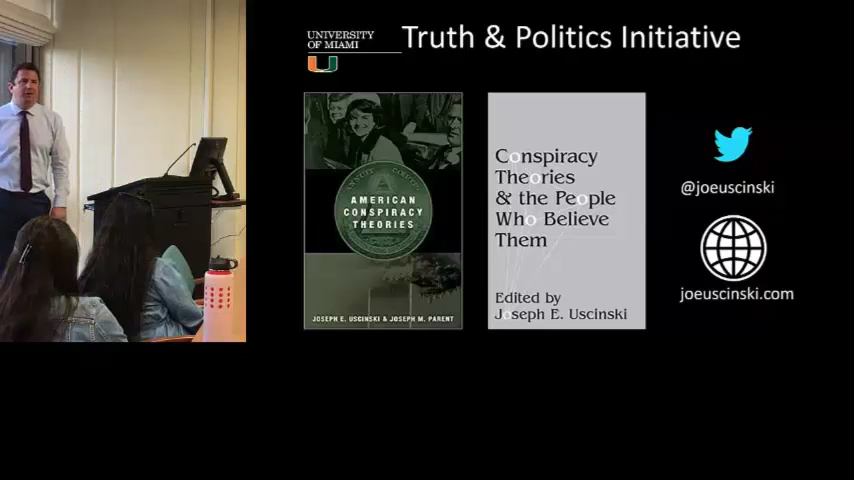 UNIVERSITY
OF MIAMI
Truth & Politics Initiative
AMERICAN
CONSPIRACY
THEORIES
JOSEPH E. USCINSKI & JOSEPH M. PARENT
Conspiracy
Theories
& the People
Who Believe
Them
Edited by
Joseph E. Uscinski
@joeuscinski
joeuscinski.com